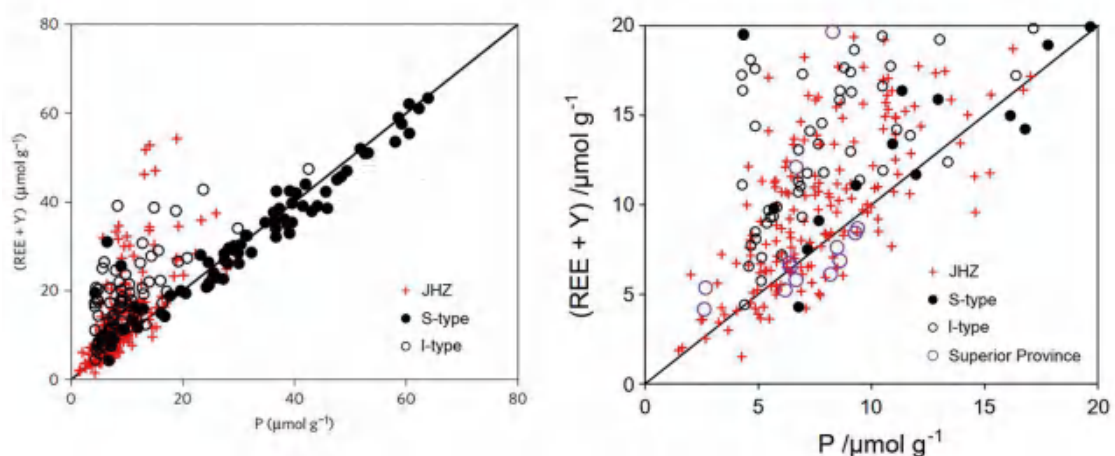 80
60
40
20
0
(REE + Y) (μmol g⁻¹)
JHZ
S-type
I-type
0
20
40
60
80
P (μmol g⁻¹)
20
15
10
5
0
(REE + Y) /μmol g⁻¹
JHZ
S-type
I-type
Superior Province
0
5
10
15
20
P /μmol g⁻¹